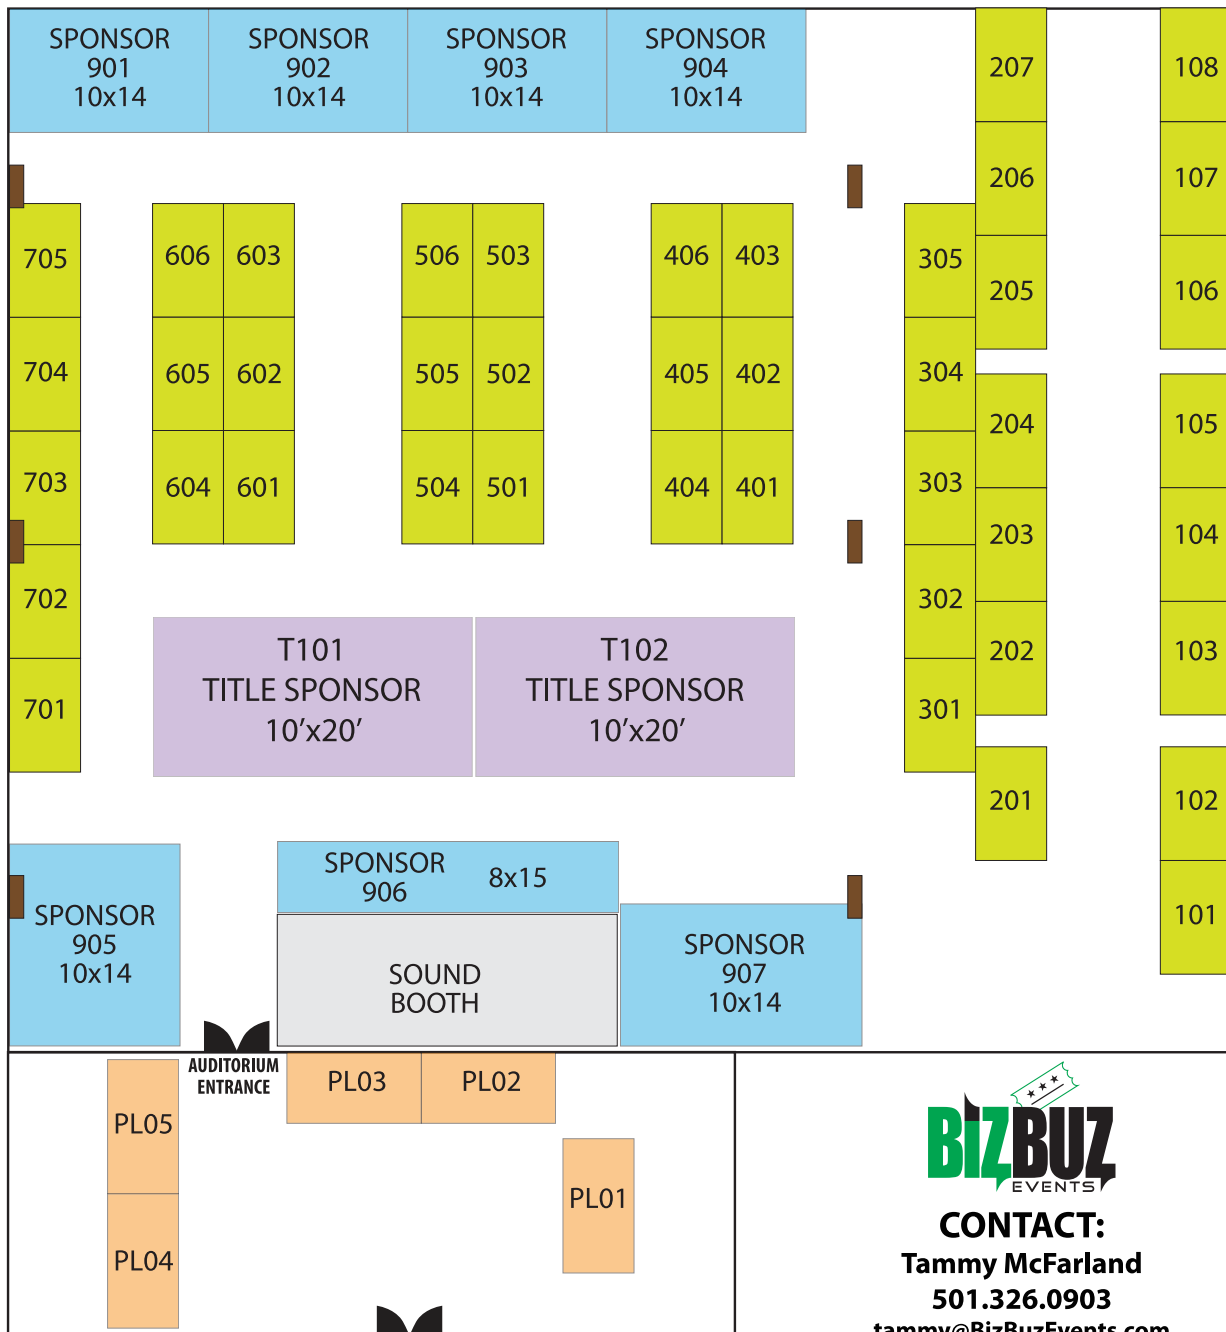 SPONSOR
901
10x14
SPONSOR
902
10x14
SPONSOR
903
10x14
SPONSOR
904
10x14
207
108
206
107
205
106
204
105
203
104
202
103
201
102
101
305
304
303
302
301
705
704
703
702
701
606 603
605 602
604 601
506 503
505 502
504 501
406 403
405 402
404 401
T101
TITLE SPONSOR
10’x20’
T102
TITLE SPONSOR
10’x20’
SPONSOR
905
10x14
SPONSOR
906
8x15
SOUND
BOOTH
SPONSOR
907
10x14
AUDITORIUM
ENTRANCE
PL03
PL02
PL05
PL01
PL04
BiZBUZ
EVENTS
CONTACT:
Tammy McFarland
501.326.0903
tammy@BizBuzEvents.com